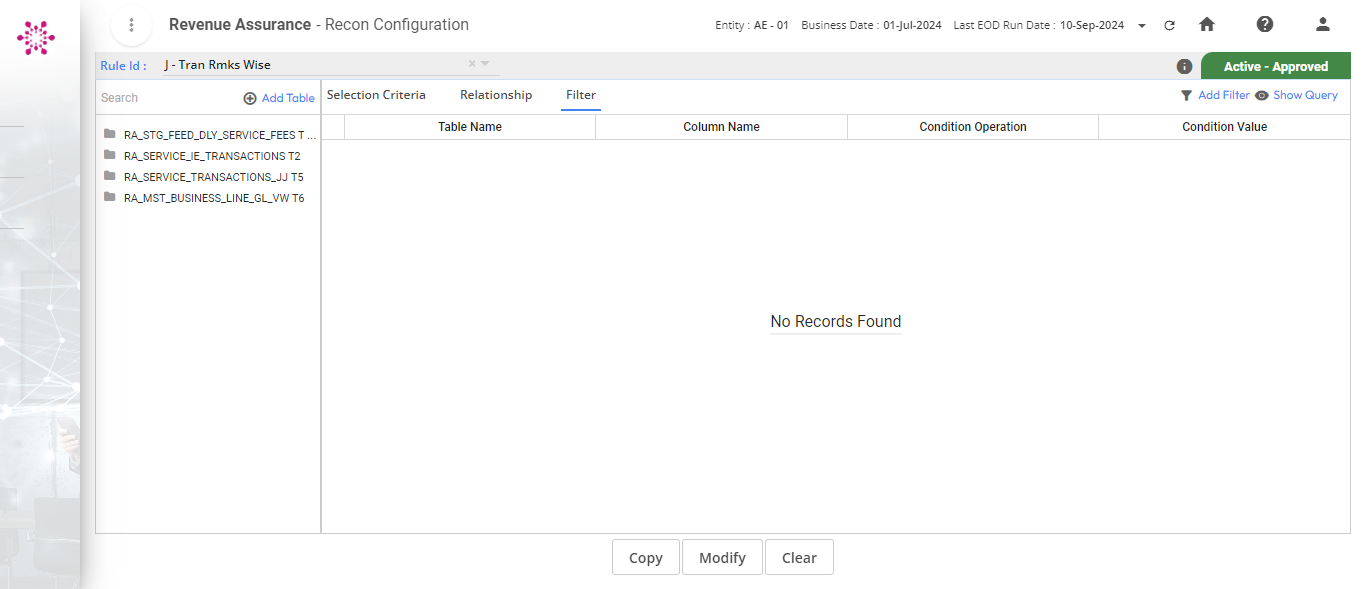 Revenue Assurance - Recon Configuration
Entity : AE - 01 Business Date : 01-Jul-2024 Last EOD Run Date : 10-Sep-2024
Rule Id : J - Tran Rmks Wise
Active - Approved
Search Add Table
Selection Criteria Relationship Filter
Add Filter Show Query
Table Name Column Name Condition Operation Condition Value
RA_STG_FEED_DLY_SERVICE_FEES T ...
RA_SERVICE_IE_TRANSACTIONS T2
RA_SERVICE_TRANSACTIONS_JJ T5
RA_MST_BUSINESS_LINE_GL_VW T6
No Records Found
Copy Modify Clear